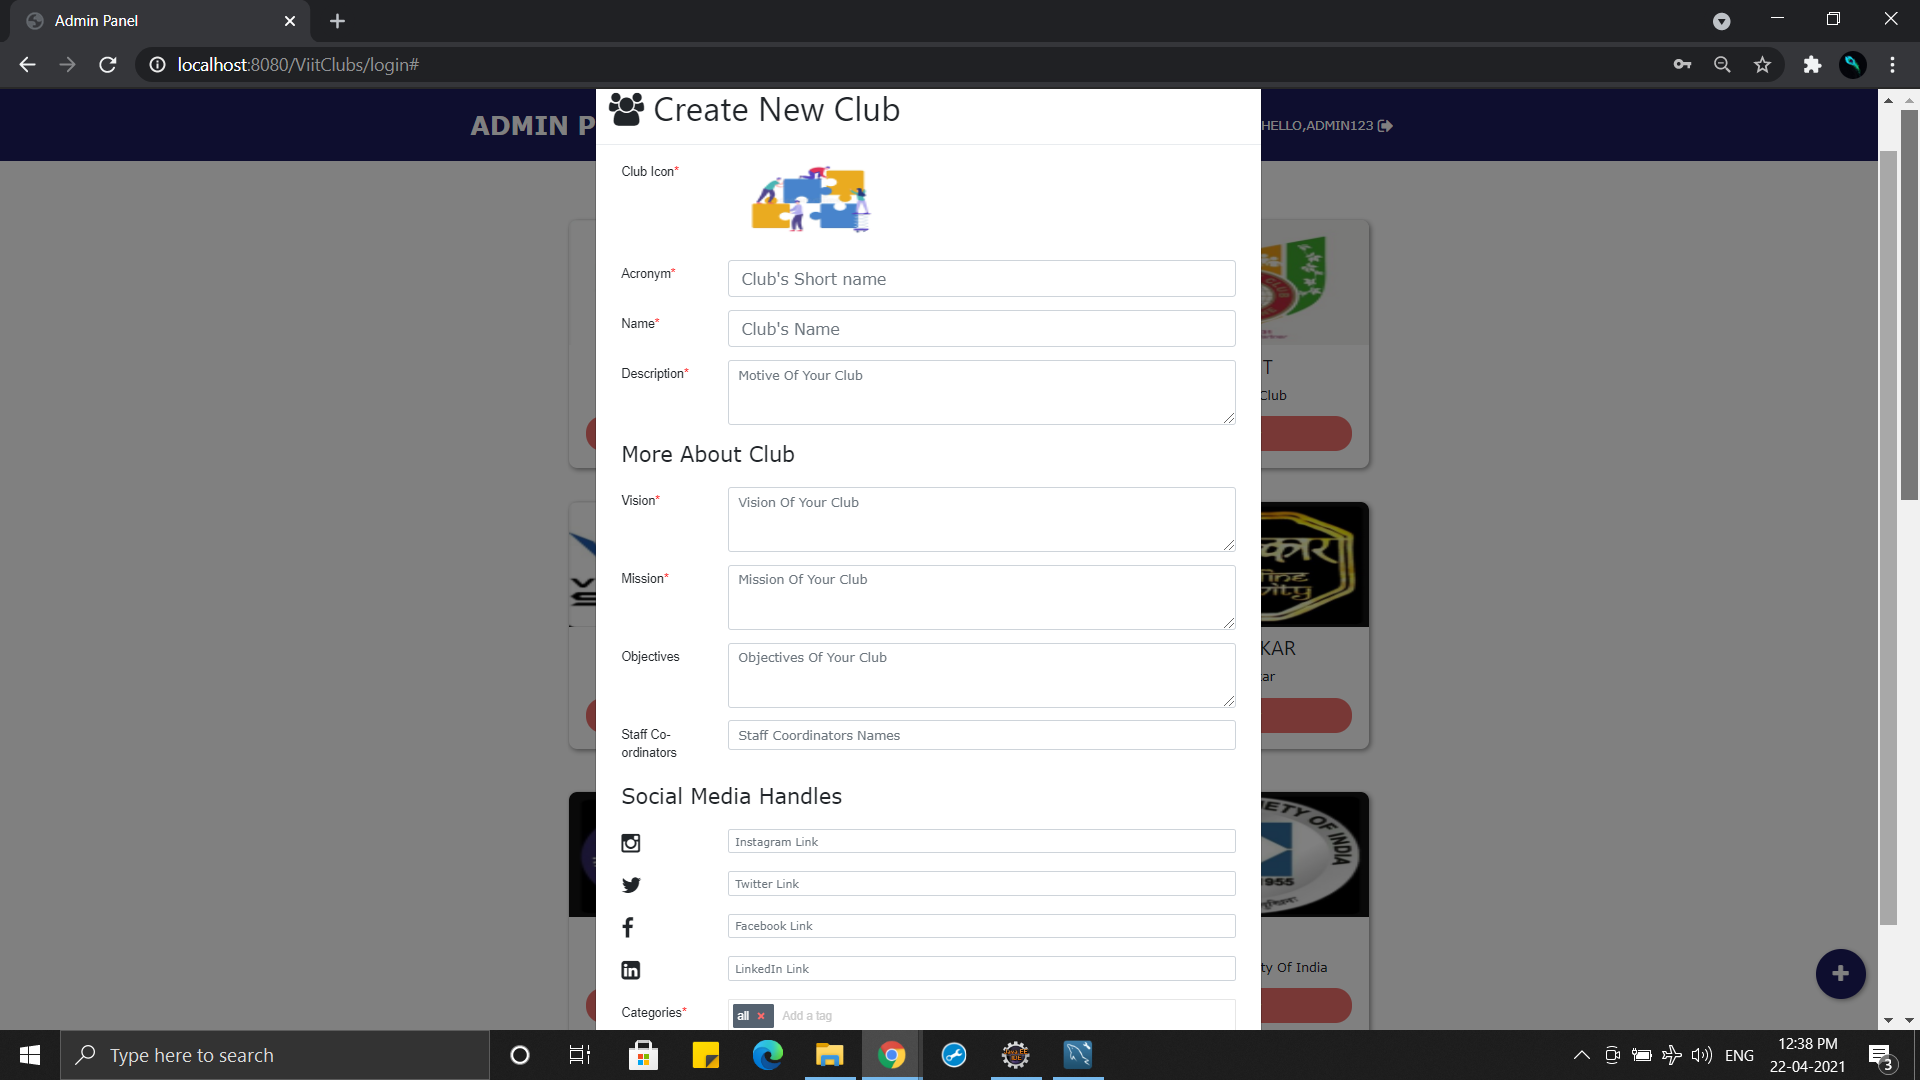 Admin Panel
localhost:8080/ViitClubs/login#
ADMIN P
Create New Club
HELLO,ADMIN123
Club Icon*
Acronym*
Club's Short name
Name*
Club's Name
Description*
Motive Of Your Club
T
Club
More About Club
Vision*
Vision Of Your Club
Mission*
Mission Of Your Club
KAR
ar
Objectives
Objectives Of Your Club
Staff Co-
ordinators
Staff Coordinators Names
Social Media Handles
Instagram Link
Twitter Link
Facebook Link
LinkedIn Link
ETY OF INDIA
1955
ty Of India
Categories*
all ×
Add a tag
Type here to search
ENG
12:38 PM
22-04-2021
3